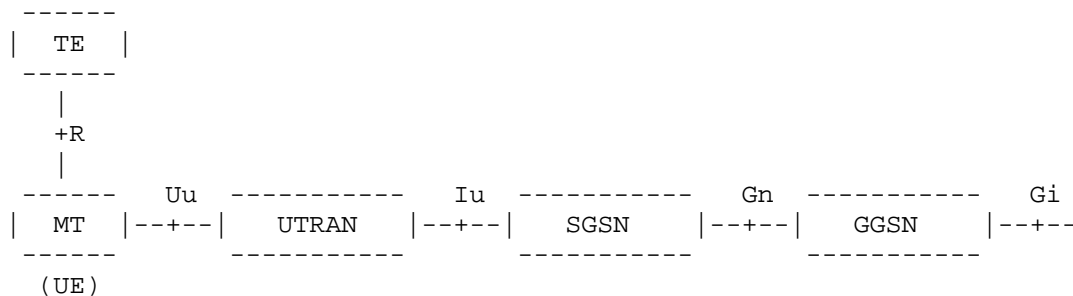 ------
|  TE  |
 ------
   |
   +R
   |
 ------   Uu   -----------   Iu   -----------   Gn   -----------   Gi
|  MT  |--+--|   UTRAN   |--+--|   SGSN    |--+--|   GGSN    |--+--
 ------       -----------       -----------       -----------
  (UE)